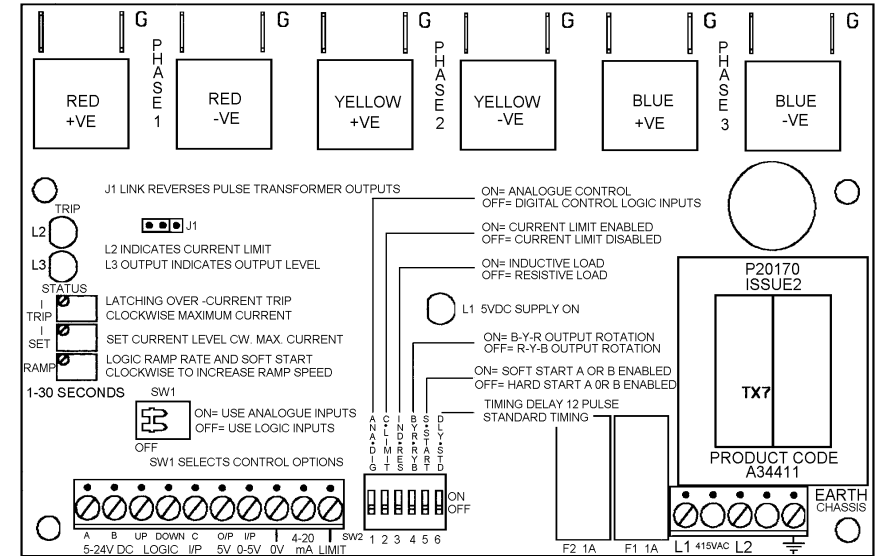 G G G G G G
PHASE 1
PHASE 2
PHASE 3
RED +VE
RED -VE
YELLOW +VE
YELLOW -VE
BLUE +VE
BLUE -VE
J1 LINK REVERSES PULSE TRANSFORMER OUTPUTS
TRIP
L2
J1
L2 INDICATES CURRENT LIMIT
L3
L3 OUTPUT INDICATES OUTPUT LEVEL
STATUS
I TRIP
LATCHING OVER -CURRENT TRIP
CLOCKWISE MAXIMUM CURRENT
I SET
SET CURRENT LEVEL CW. MAX. CURRENT
RAMP
LOGIC RAMP RATE AND SOFT START
CLOCKWISE TO INCREASE RAMP SPEED
1-30 SECONDS
SW1
ON= USE ANALOGUE INPUTS
OFF= USE LOGIC INPUTS
OFF
SW1 SELECTS CONTROL OPTIONS
ON= ANALOGUE CONTROL
OFF= DIGITAL CONTROL LOGIC INPUTS
ON= CURRENT LIMIT ENABLED
OFF= CURRENT LIMIT DISABLED
ON= INDUCTIVE LOAD
OFF= RESISTIVE LOAD
L1 5VDC SUPPLY ON
ON= B-Y-R OUTPUT ROTATION
OFF= R-Y-B OUTPUT ROTATION
ON= SOFT START A OR B ENABLED
OFF= HARD START A 0R B ENABLED
TIMING DELAY 12 PULSE
STANDARD TIMING
ANA•DIG
C•LIMIT
IND•RES
BYR•RYB
S•START
DLY•STD
ON
OFF
SW2 1 2 3 4 5 6
A B UP DOWN C O/P I/P I 4-20 I
5-24V DC LOGIC I/P 5V 0-5V 0V mA LIMIT
F2 1A
F1 1A
P20170
ISSUE2
TX7
PRODUCT CODE
A34411
EARTH
CHASSIS
L1 415VAC L2